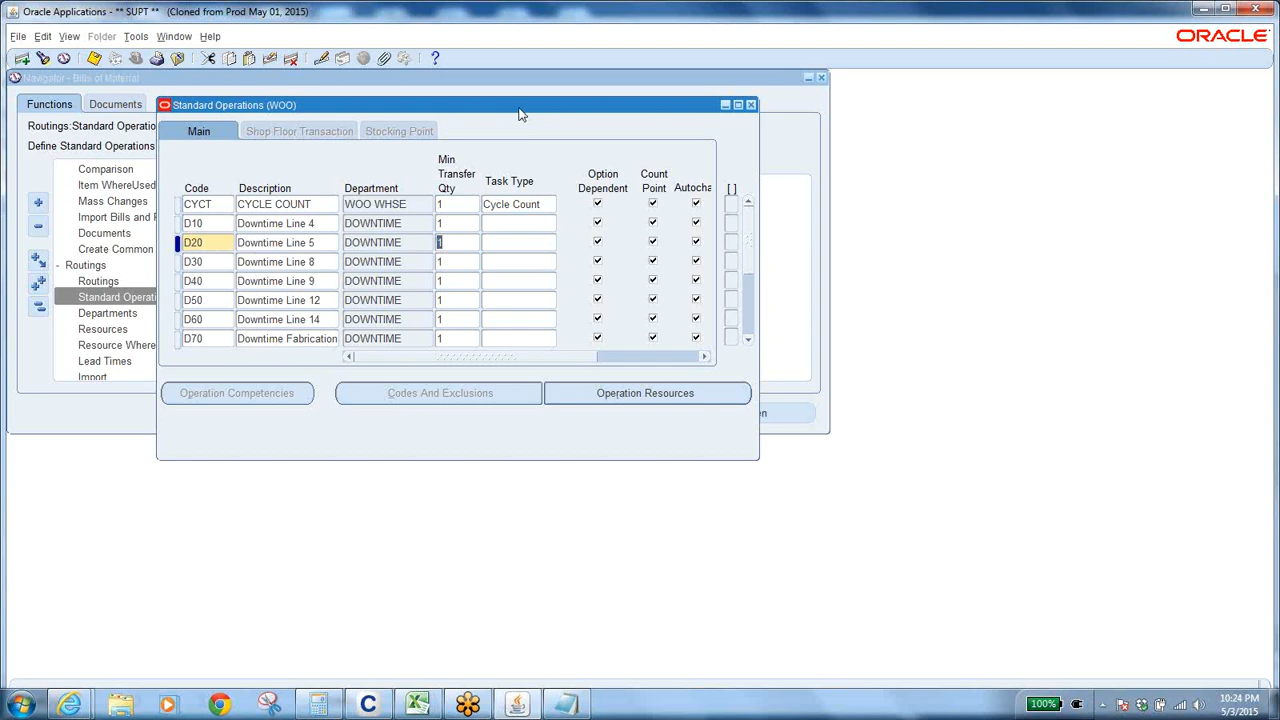 Oracle Applications - ** SUPT ** (Cloned from Prod May 01, 2015)
File Edit View Folder Tools Window Help
ORACLE
Navigator - Bills of Material
Functions Documents
Routings:Standard Operatio
Define Standard Operations
Comparison
Item WhereUsed
Mass Changes
Import Bills and
Documents
Create Common
- Routings
Routings
Standard Operati
Departments
Resources
Resource Where
Lead Times
Import
en
Standard Operations (WOO)
Main Shop Floor Transaction Stocking Point
Min
Transfer
Qty
Option
Dependent
Count
Point
Code Description Department Task Type Autocha [ ]
CYCT CYCLE COUNT WOO WHSE 1 Cycle Count
D10 Downtime Line 4 DOWNTIME 1
D20 Downtime Line 5 DOWNTIME 1
D30 Downtime Line 8 DOWNTIME 1
D40 Downtime Line 9 DOWNTIME 1
D50 Downtime Line 12 DOWNTIME 1
D60 Downtime Line 14 DOWNTIME 1
D70 Downtime Fabrication DOWNTIME 1
Operation Competencies Codes And Exclusions Operation Resources
100%
10:24 PM
5/3/2015